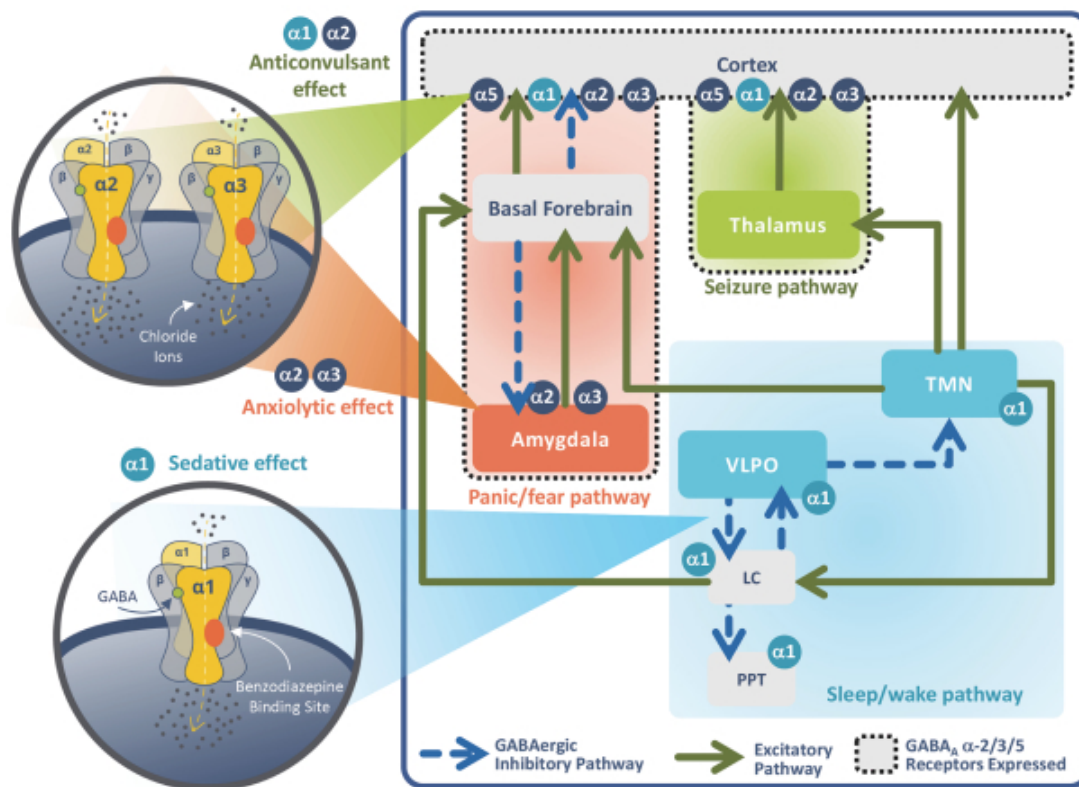 α1 α2
Anticonvulsant
effect
α2 β
β α2 γ
α3 β
β α3 γ
Chloride
Ions
α2 α3
Anxiolytic effect
α1 Sedative effect
α1 β
β α1 γ
GABA
Benzodiazepine
Binding Site
Cortex
α5 α1 α2 α3
α5 α1 α2 α3
Basal Forebrain
Thalamus
Seizure pathway
α2 α3
Amygdala
Panic/fear pathway
TMN
α1
VLPO
α1
α1
LC
α1
PPT
Sleep/wake pathway
GABAergic
Inhibitory Pathway
Excitatory
Pathway
GABAA α-2/3/5
Receptors Expressed